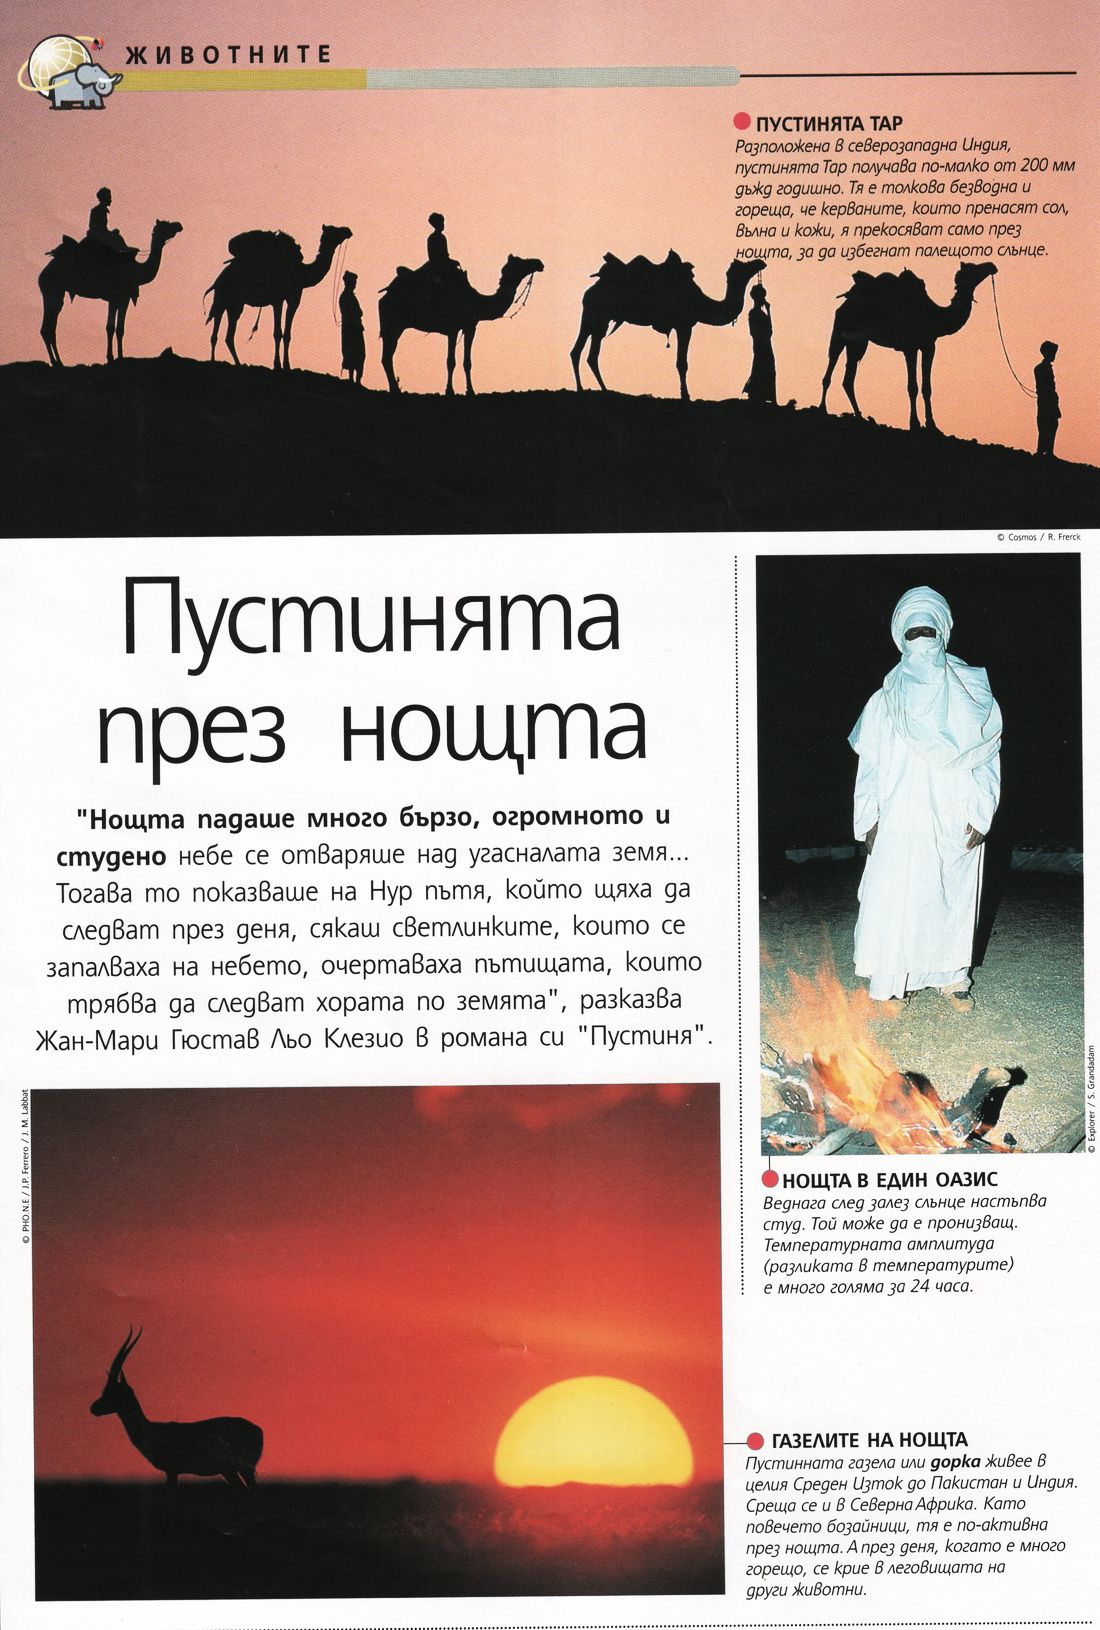 ЖИВОТНИТЕ
ПУСТИНЯТА ТАР
Разположена в северозападна Индия,
пустинята Тар получава по-малко от 200 мм
дъжд годишно. Тя е толкова безводна и
гореща, че керваните, които пренасят сол,
вълна и кожи, я прекосяват само през
нощта, за да избегнат палещото слънце.
© Cosmos / R. Frerck
Пустинята
през нощта
"Нощта падаше много бързо, огромното и
студено небе се отваряше над угасналата земя...
Тогава то показваше на Нур пътя, който щяха да
следват през деня, сякаш светлинките, които се
запалваха на небето, очертаваха пътищата, които
трябва да следват хората по земята", разказва
Жан-Мари Гюстав Льо Клезио в романа си "Пустиня".
© Explorer / S. Grandadam
НОЩТА В ЕДИН ОАЗИС
Веднага след залез слънце настъпва
студ. Той може да е пронизващ.
Температурната амплитуда
(разликата в температурите)
е много голяма за 24 часа.
© PHO.N.E / J.P. Ferrero / J. M. Labbat
ГАЗЕЛИТЕ НА НОЩТА
Пустинната газела или дорка живее в
целия Среден Изток до Пакистан и Индия.
Среща се и в Северна Африка. Като
повечето бозайници, тя е по-активна
през нощта. А през деня, когато е много
горещо, се крие в леговищата на
други животни.